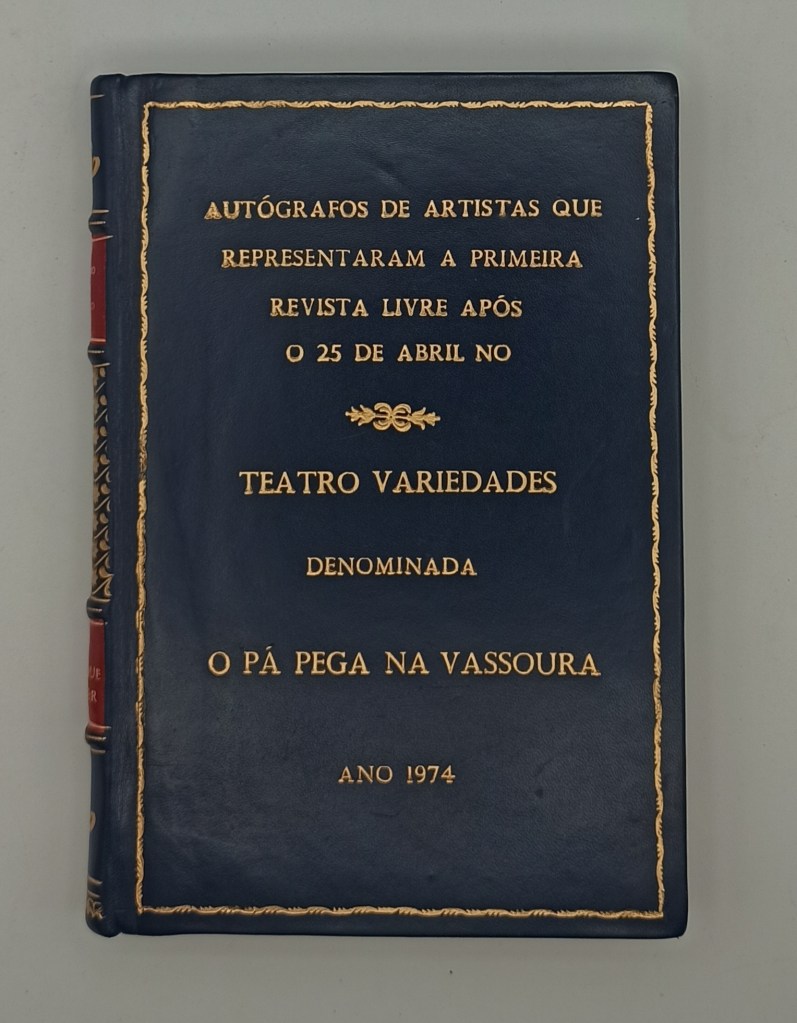 AUTÓGRAFOS DE ARTISTAS QUE
REPRESENTARAM A PRIMEIRA
REVISTA LIVRE APÓS
O 25 DE ABRIL NO
TEATRO VARIEDADES
DENOMINADA
O PÁ PEGA NA VASSOURA
ANO 1974